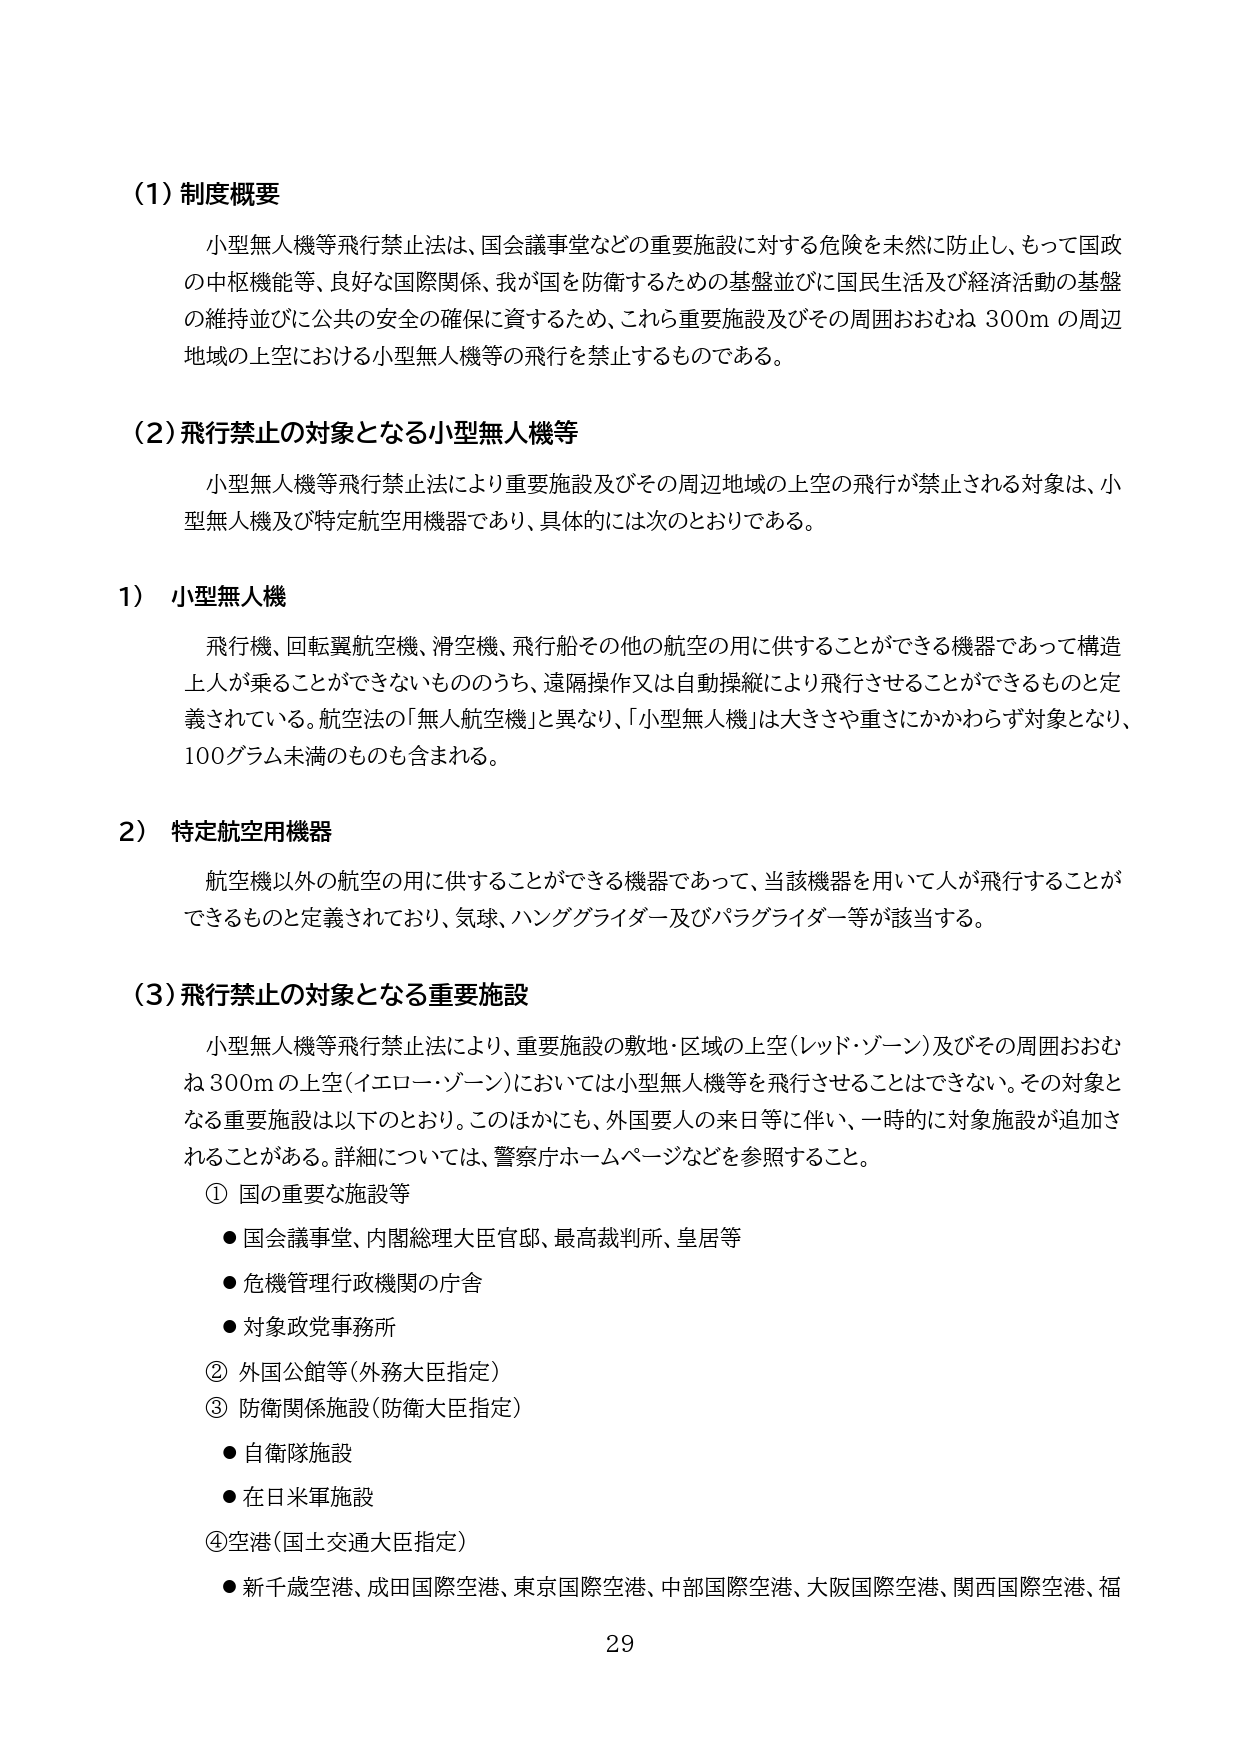 （1）制度概要
小型無人機等飛行禁止法は、国会議事堂などの重要施設に対する危険を未然に防止し、もって国政
の中枢機能等、良好な国際関係、我が国を防衛するための基盤並びに国民生活及び経済活動の基盤
の維持並びに公共の安全の確保に資するため、これら重要施設及びその周囲おおむね 300m の周辺
地域の上空における小型無人機等の飛行を禁止するものである。
（2）飛行禁止の対象となる小型無人機等
小型無人機等飛行禁止法により重要施設及びその周辺地域の上空の飛行が禁止される対象は、小
型無人機及び特定航空用機器であり、具体的には次のとおりである。
1） 小型無人機
飛行機、回転翼航空機、滑空機、飛行船その他の航空の用に供することができる機器であって構造
上人が乗ることができないもののうち、遠隔操作又は自動操縦により飛行させることができるものと定
義されている。航空法の「無人航空機」と異なり、「小型無人機」は大きさや重さにかかわらず対象となり、
100グラム未満のものも含まれる。
2） 特定航空用機器
航空機以外の航空の用に供することができる機器であって、当該機器を用いて人が飛行することが
できるものと定義されており、気球、ハンググライダー及びパラグライダー等が該当する。
（3）飛行禁止の対象となる重要施設
小型無人機等飛行禁止法により、重要施設の敷地・区域の上空（レッド・ゾーン）及びその周囲おおむ
ね 300m の上空（イエロー・ゾーン）においては小型無人機等を飛行させることはできない。その対象と
なる重要施設は以下のとおり。このほかにも、外国要人の来日等に伴い、一時的に対象施設が追加さ
れることがある。詳細については、警察庁ホームページなどを参照すること。
① 国の重要な施設等
● 国会議事堂、内閣総理大臣官邸、最高裁判所、皇居等
● 危機管理行政機関の庁舎
● 対象政党事務所
② 外国公館等（外務大臣指定）
③ 防衛関係施設（防衛大臣指定）
● 自衛隊施設
● 在日米軍施設
④空港（国土交通大臣指定）
● 新千歳空港、成田国際空港、東京国際空港、中部国際空港、大阪国際空港、関西国際空港、福
29